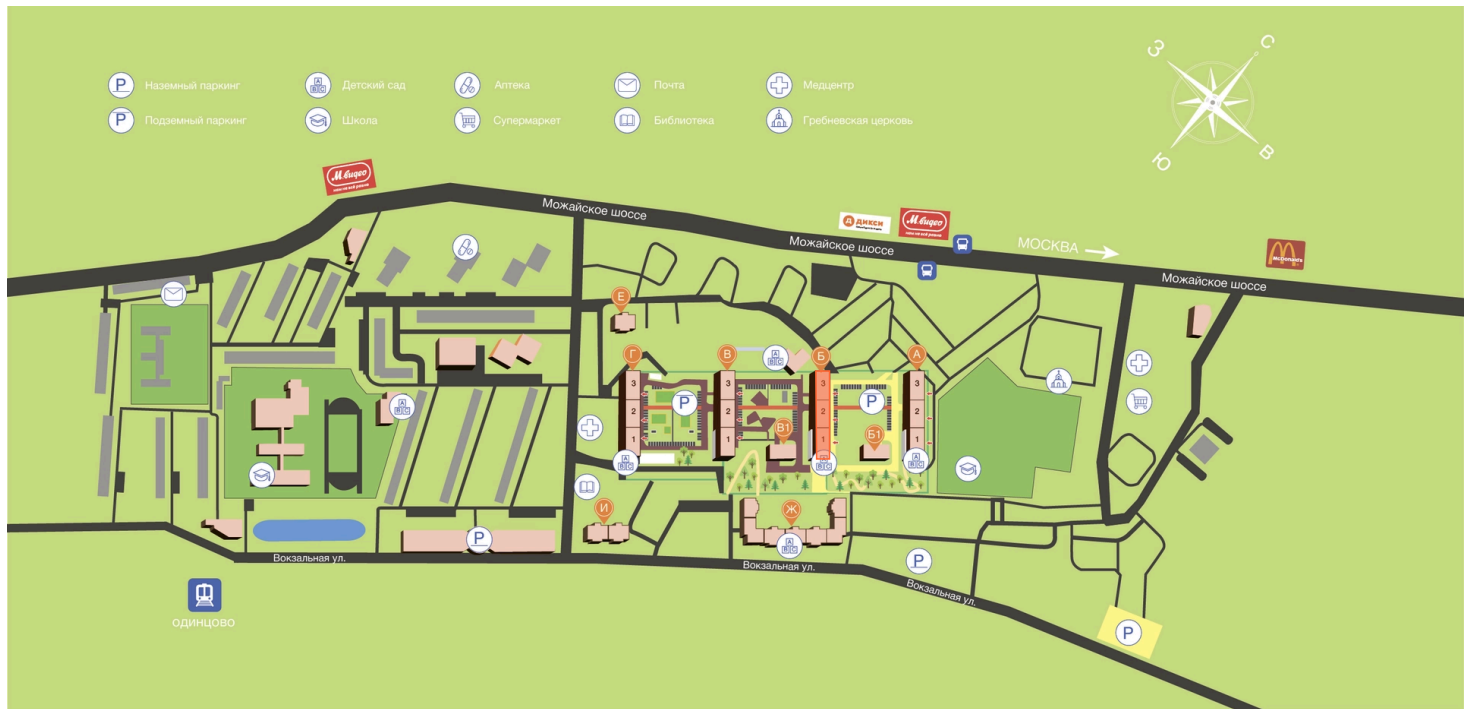 С
З
В
Ю
P Наземный паркинг
A B C Детский сад
Аптека
Почта
Медцентр
P Подземный паркинг
Школа
Супермаркет
Библиотека
Гребневская церковь
М.видео
Можайское шоссе
ДИКСИ
М.видео
Можайское шоссе
МОСКВА
McDonald's
Можайское шоссе
Е
Г
В
A B C
Б
А
3
3
3
3
P
P
2
2
2
2
A B C
В1
Б1
1
1
1
1
A B C
A B C
A B C
И
Ж
P
A B C
Вокзальная ул.
Вокзальная ул.
P
Вокзальная ул.
ОДИНЦОВО
P